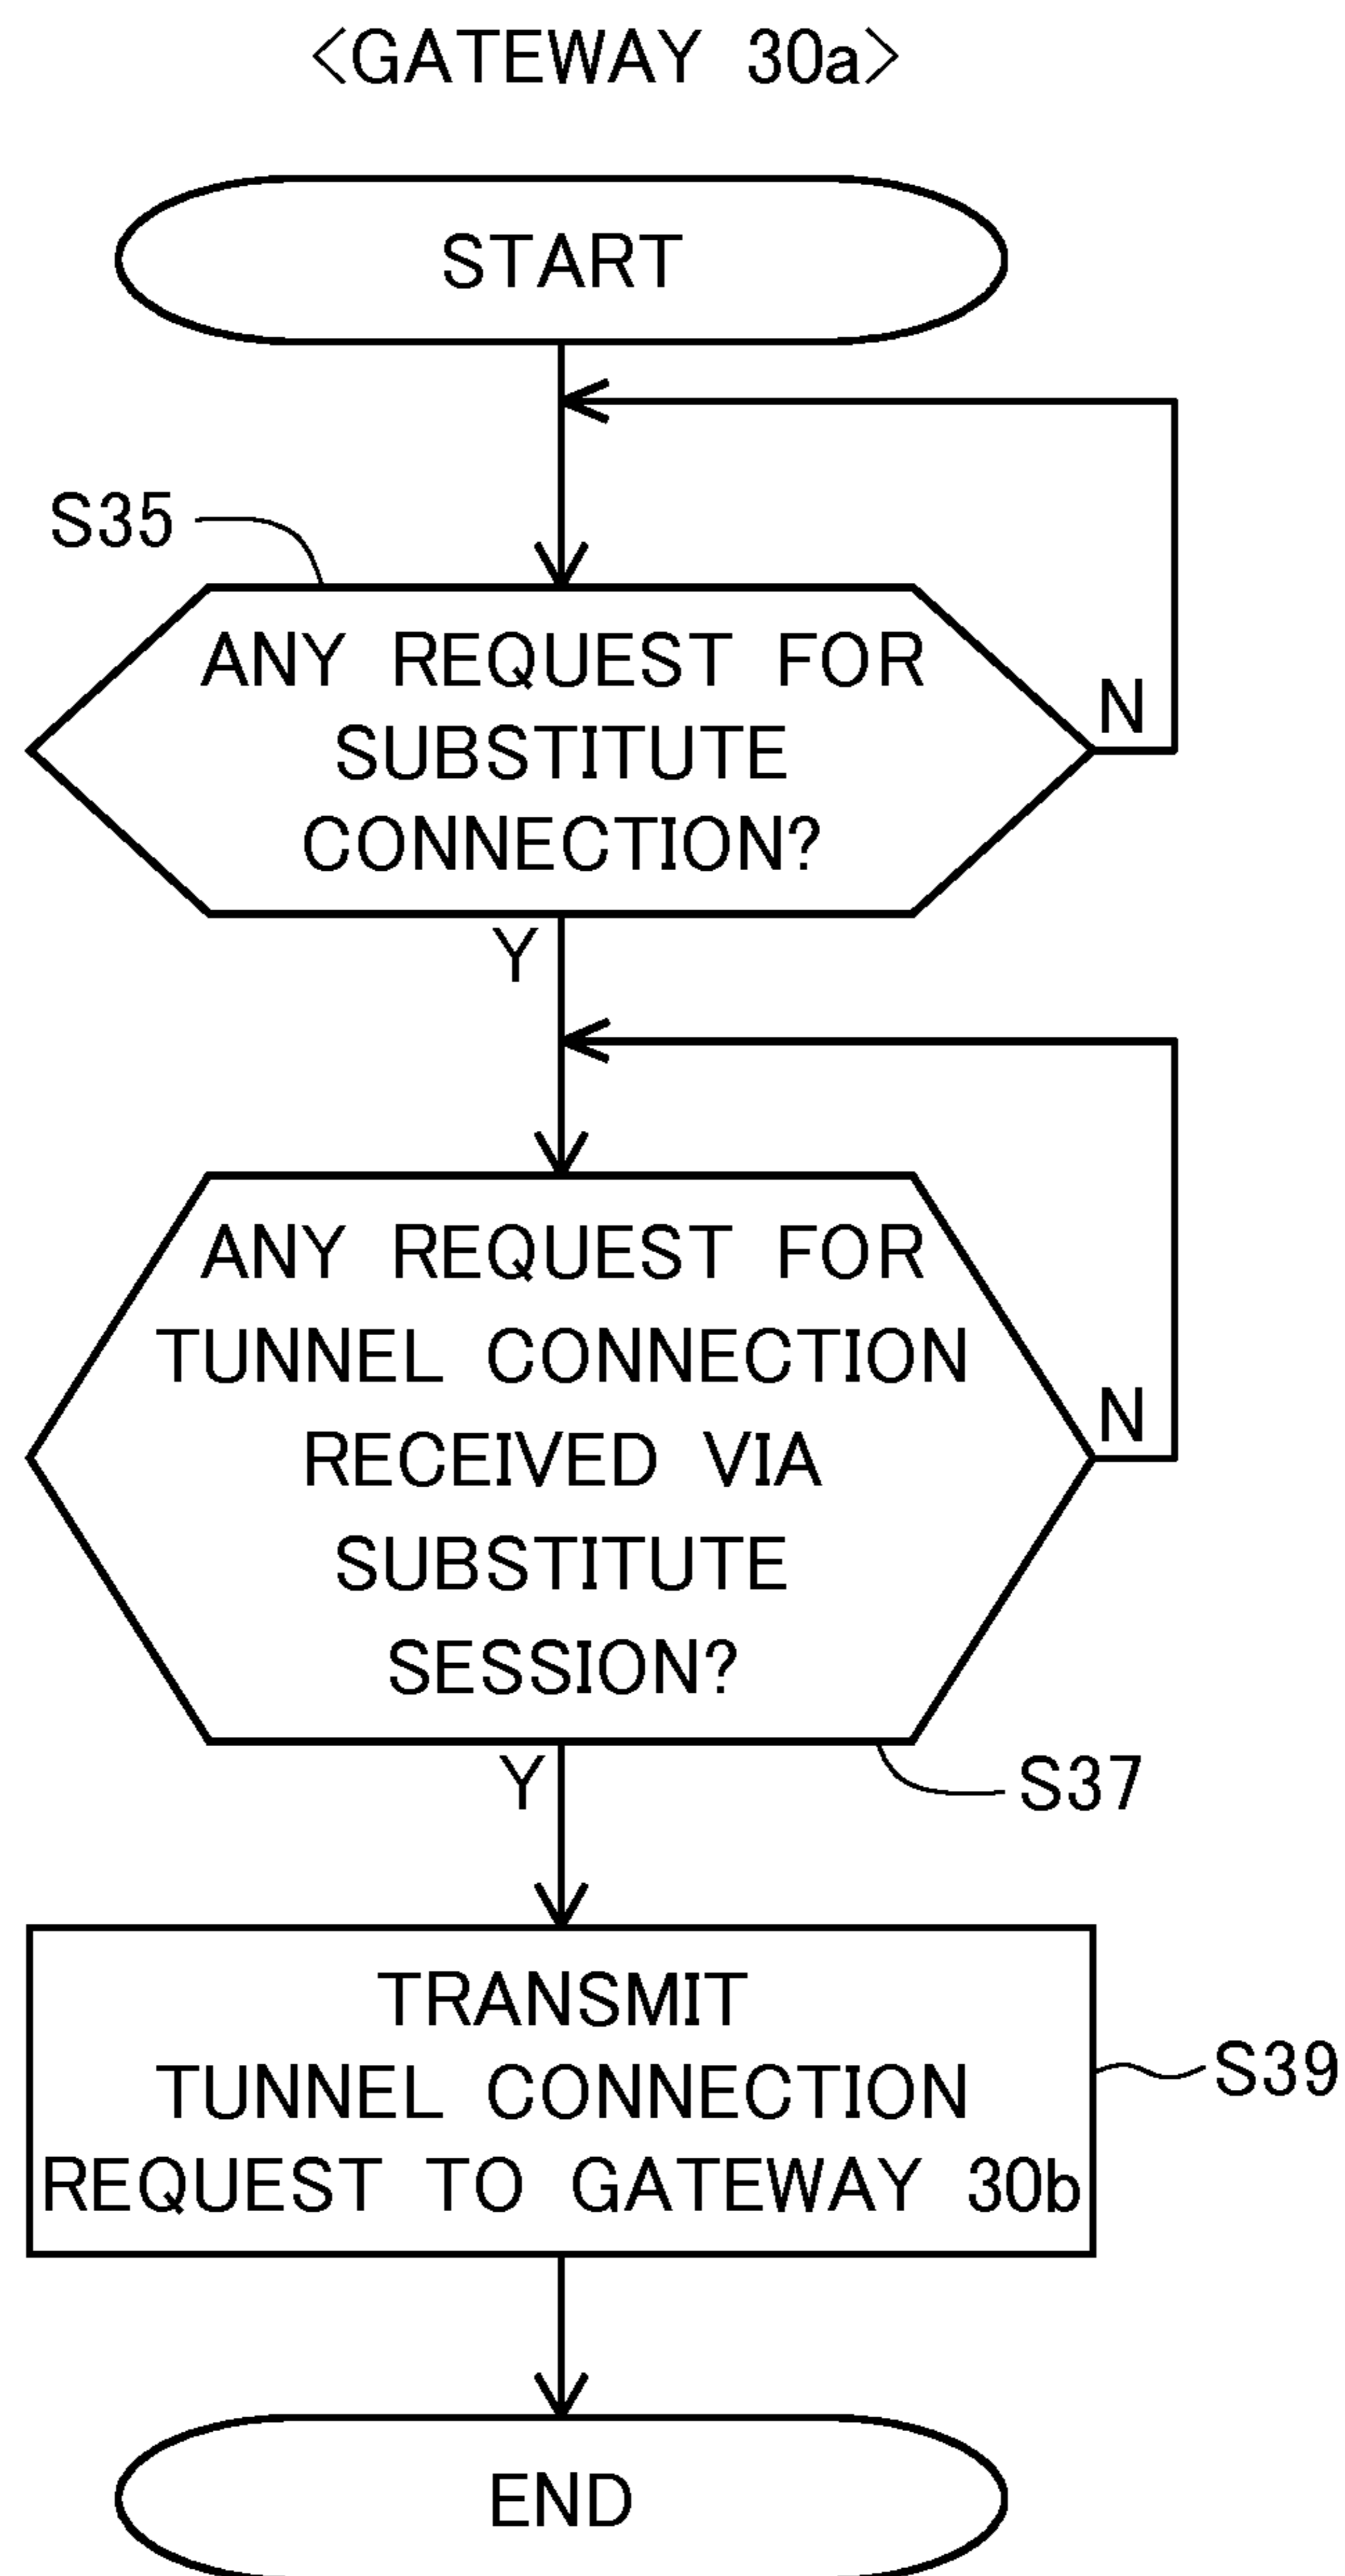 <GATEWAY 30a>
START
S35
ANY REQUEST FOR
SUBSTITUTE
CONNECTION?
N
Y
ANY REQUEST FOR
TUNNEL CONNECTION
RECEIVED VIA
SUBSTITUTE
SESSION?
N
Y
S37
TRANSMIT
TUNNEL CONNECTION
REQUEST TO GATEWAY 30b
S39
END